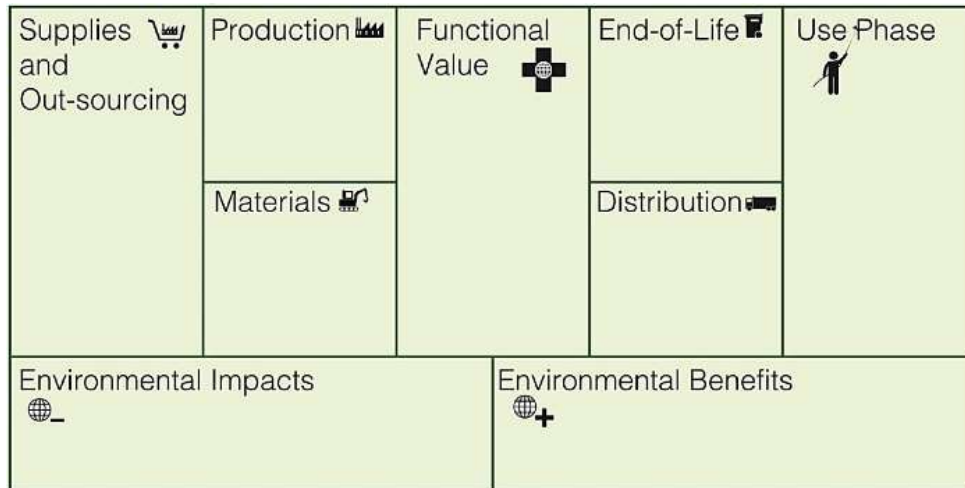 Supplies
and
Out-sourcing
Production
Materials
Functional
Value
End-of-Life
Distribution
Use Phase
Environmental Impacts
Environmental Benefits